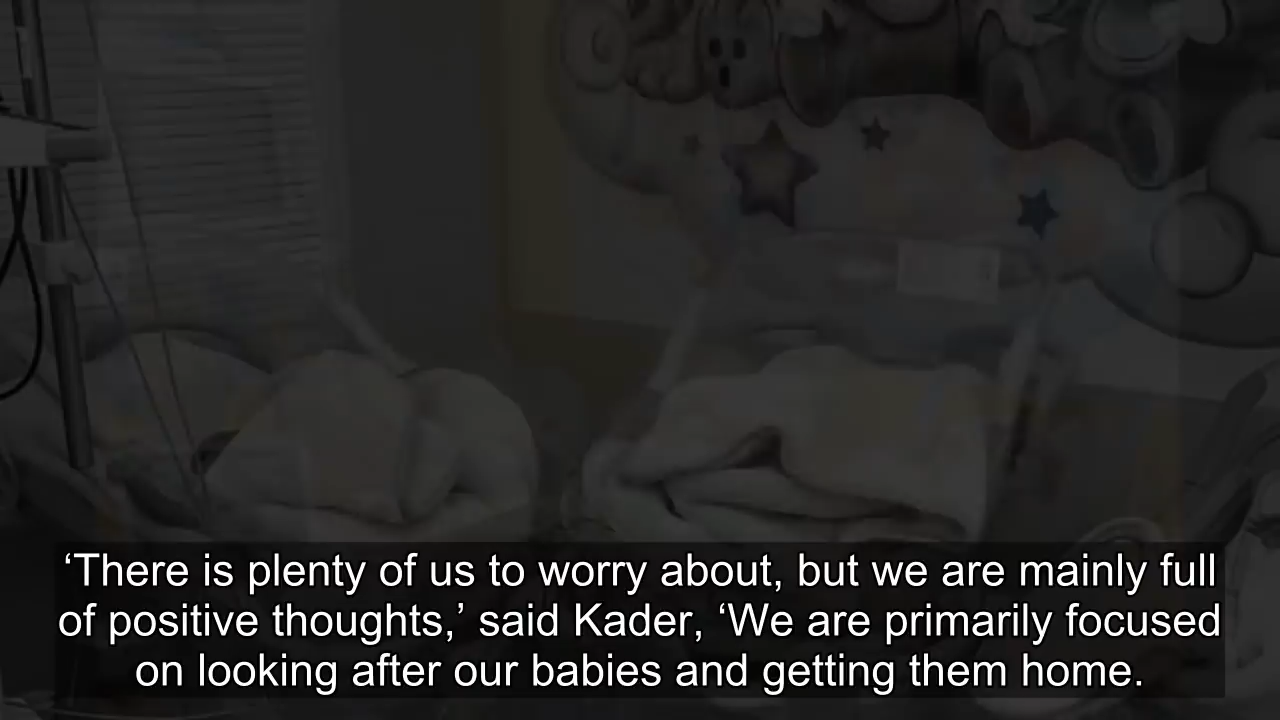 ‘There is plenty of us to worry about, but we are mainly full
of positive thoughts,’ said Kader, ‘We are primarily focused
on looking after our babies and getting them home.